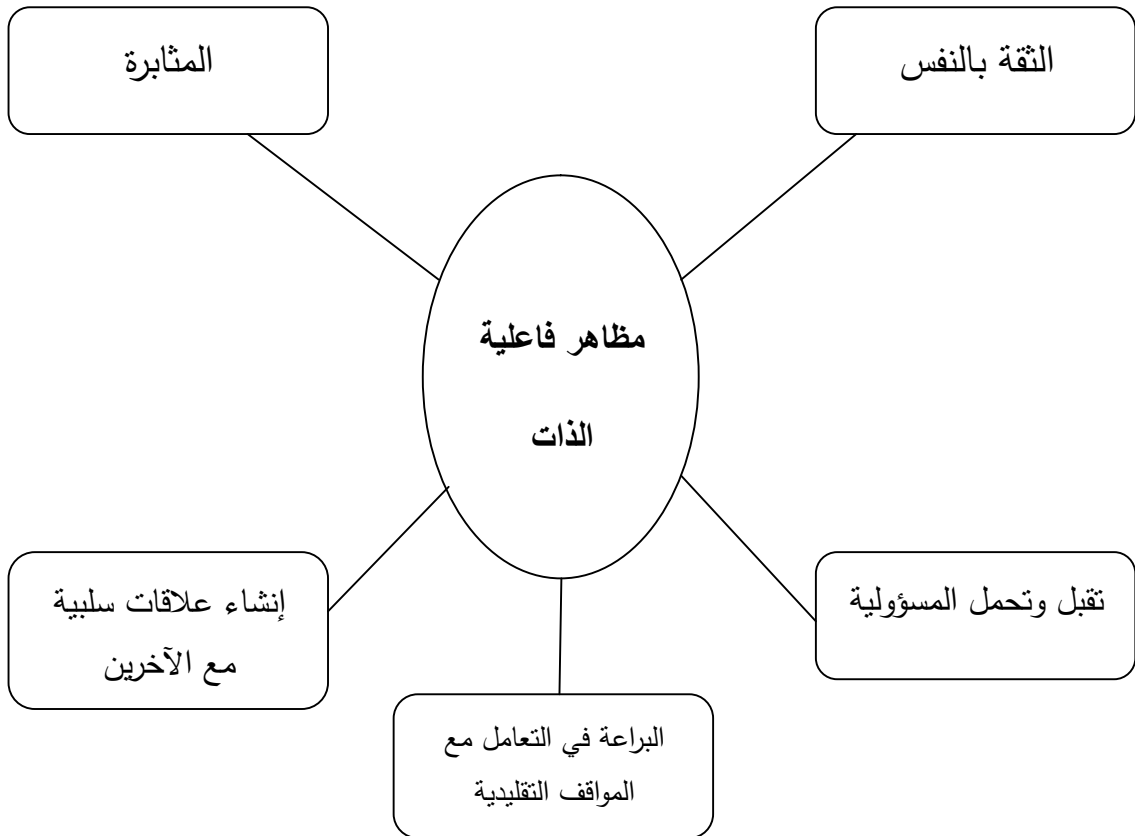 الثقة بالنفس
المثابرة
مظاهر فاعلية
الذات
تقبل وتحمل المسؤولية
إنشاء علاقات سلبية
مع الآخرين
البراعة في التعامل مع
المواقف التقليدية